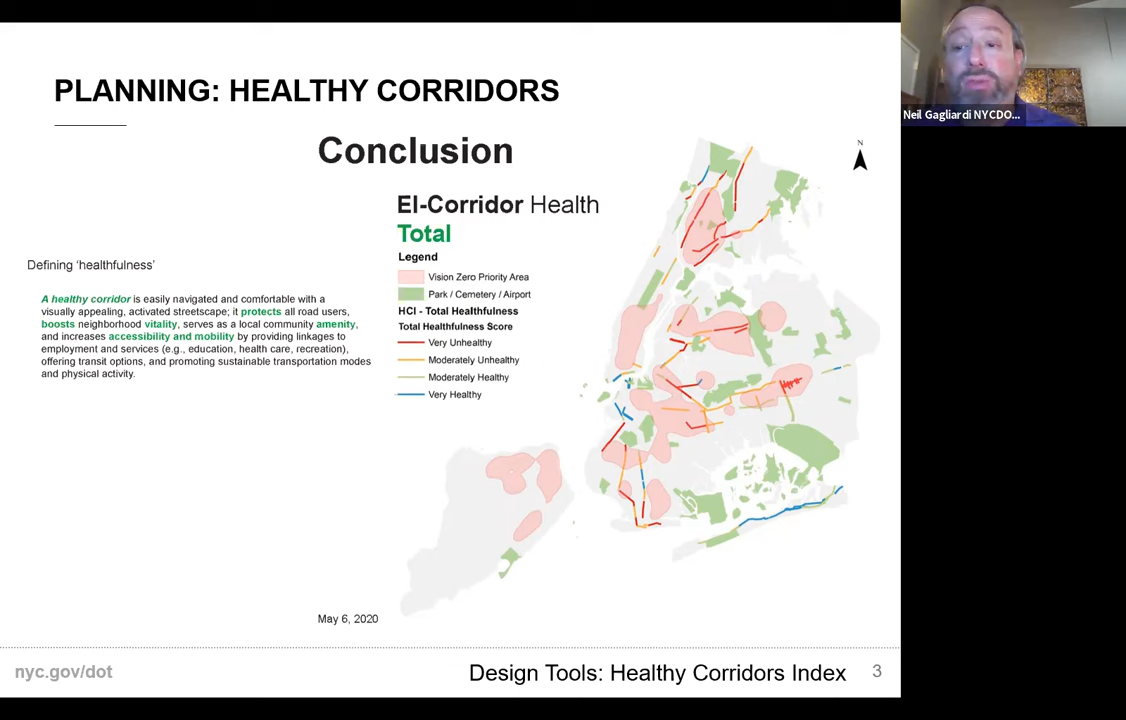 PLANNING: HEALTHY CORRIDORS
Conclusion
El-Corridor Health
Total
Legend
Vision Zero Priority Area
Park / Cemetery / Airport
HCI - Total Healthfulness
Total Healthfulness Score
Very Unhealthy
Moderately Unhealthy
Moderately Healthy
Very Healthy
Defining ‘healthfulness’
A healthy corridor is easily navigated and comfortable with a
visually appealing, activated streetscape; it protects all road users,
boosts neighborhood vitality, serves as a local community amenity,
and increases accessibility and mobility by providing linkages to
employment and services (e.g., education, health care, recreation),
offering transit options, and promoting sustainable transportation modes
and physical activity.
N
May 6, 2020
nyc.gov/dot
Design Tools: Healthy Corridors Index
3
Neil Gagliardi NYCDO...